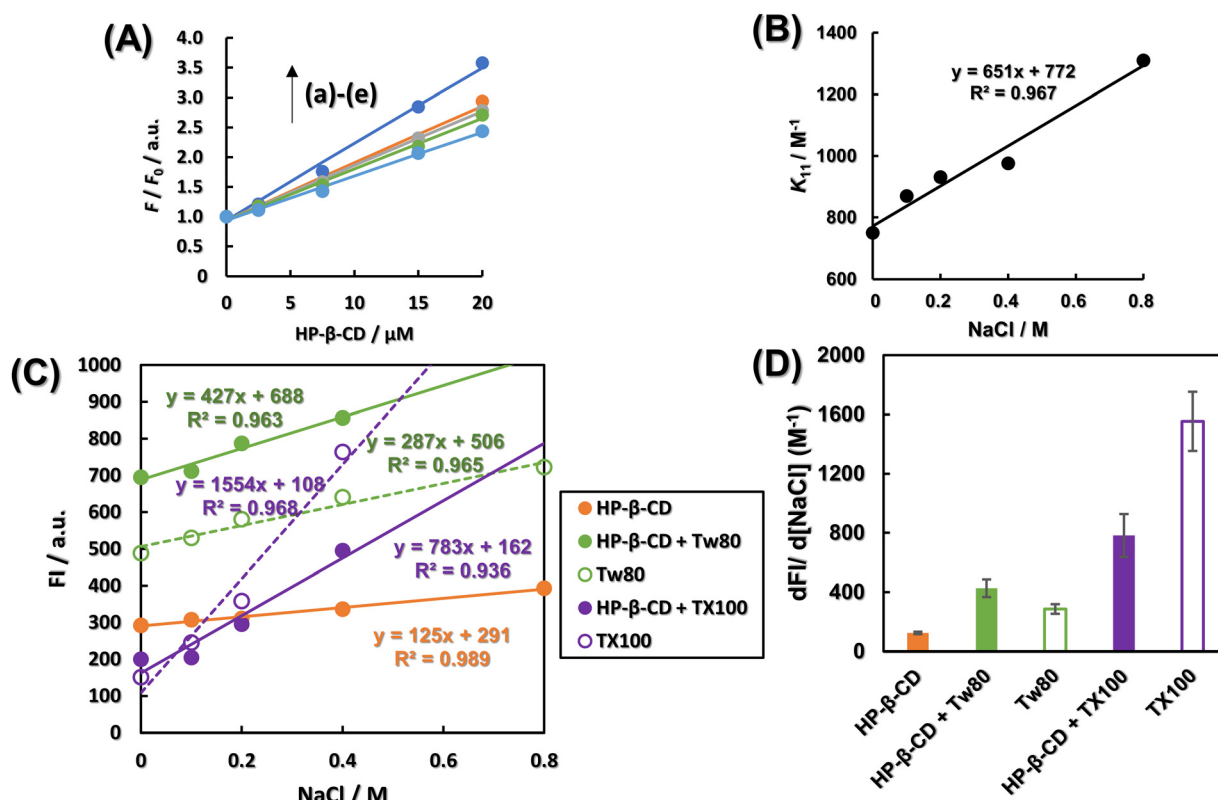 (A)
4.0
3.5
3.0
2.5
2.0
1.5
1.0
0.5
0
(a)-(e)
F / F0 / a.u.
0 5 10 15 20
HP-β-CD / μM
(B)
1400
1200
1000
800
600
y = 651x + 772
R² = 0.967
K11 / M-1
0 0.2 0.4 0.6 0.8
NaCl / M
(C)
1000
900
800
700
600
500
400
300
200
100
0
y = 427x + 688
R² = 0.963
y = 287x + 506
R² = 0.965
y = 1554x + 108
R² = 0.968
y = 783x + 162
R² = 0.936
y = 125x + 291
R² = 0.989
FI/ a.u.
0 0.2 0.4 0.6 0.8
NaCl / M
HP-β-CD
HP-β-CD + Tw80
Tw80
HP-β-CD + TX100
TX100
(D)
2000
1600
1200
800
400
0
dFI/ d[NaCl] (M-1)
HP-β-CD
HP-β-CD + Tw80
Tw80
HP-β-CD + TX100
TX100